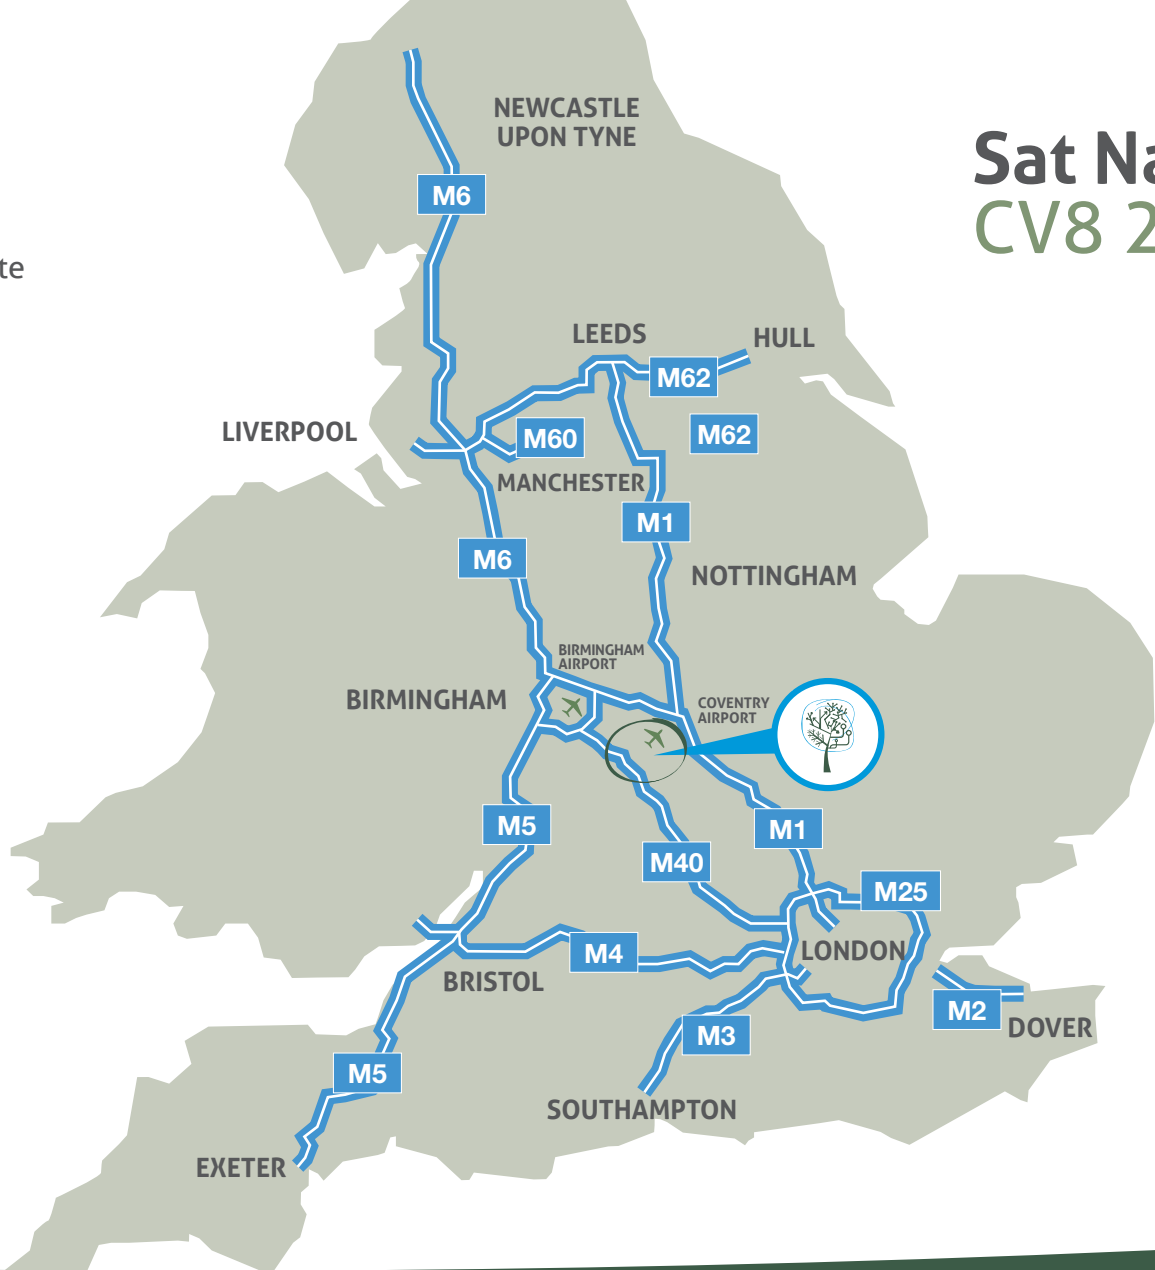 NEWCASTLE
UPON TYNE
Sat Na
CV8 2
M6
te
LEEDS
HULL
M62
LIVERPOOL
M60
M62
MANCHESTER
M1
M6
NOTTINGHAM
BIRMINGHAM
AIRPORT
BIRMINGHAM
COVENTRY
AIRPORT
M5
M1
M40
M25
M4
LONDON
BRISTOL
M2
DOVER
M3
M5
SOUTHAMPTON
EXETER